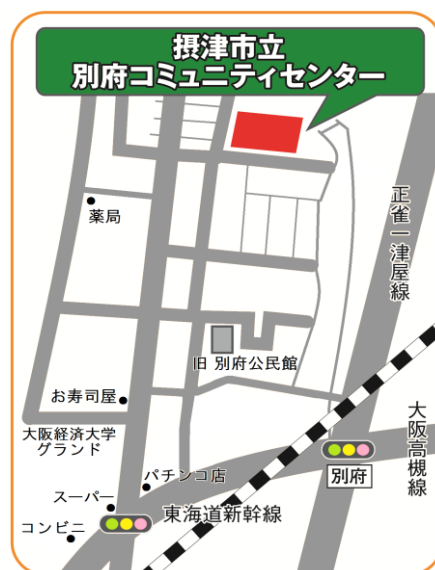 摂津市立
別府コミュニティセンター
薬局
正雀一津屋線
旧 別府公民館
お寿司屋
大阪経済大学
グランド
大阪高槻線
パチンコ店
別府
スーパー
東海道新幹線
コンビニ